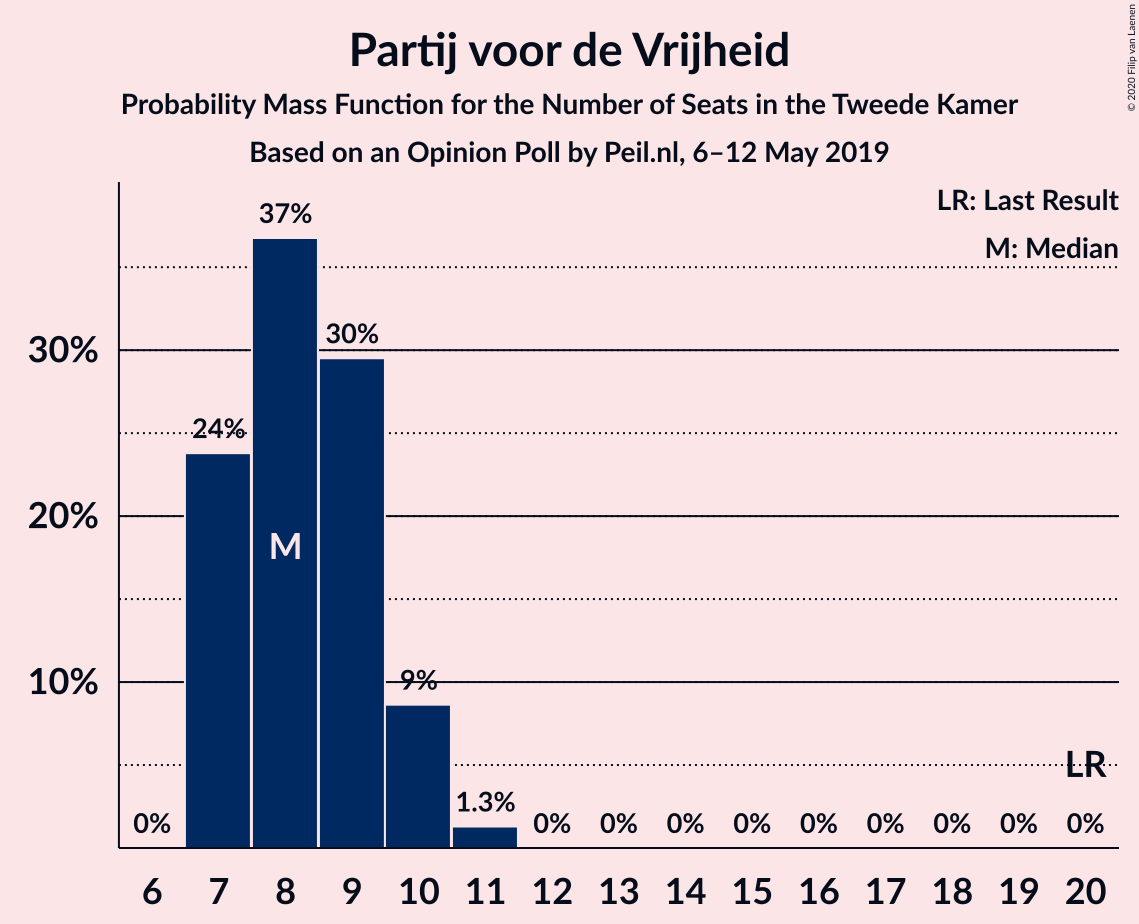 Partij voor de Vrijheid
Probability Mass Function for the Number of Seats in the Tweede Kamer
Based on an Opinion Poll by Peil.nl, 6–12 May 2019
© 2020 Filip van Laenen
LR: Last Result
M: Median
37%
30%
30%
24%
20%
M
10%
9%
LR
1.3%
0% 0% 0% 0% 0% 0% 0% 0% 0% 0%
6 7 8 9 10 11 12 13 14 15 16 17 18 19 20